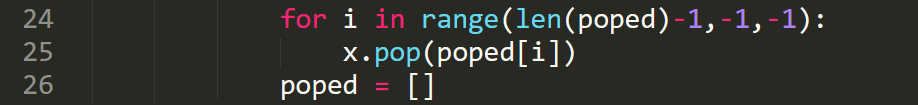 24 for i in range(len(poped)-1,-1,-1):
25 x.pop(poped[i])
26 poped = []